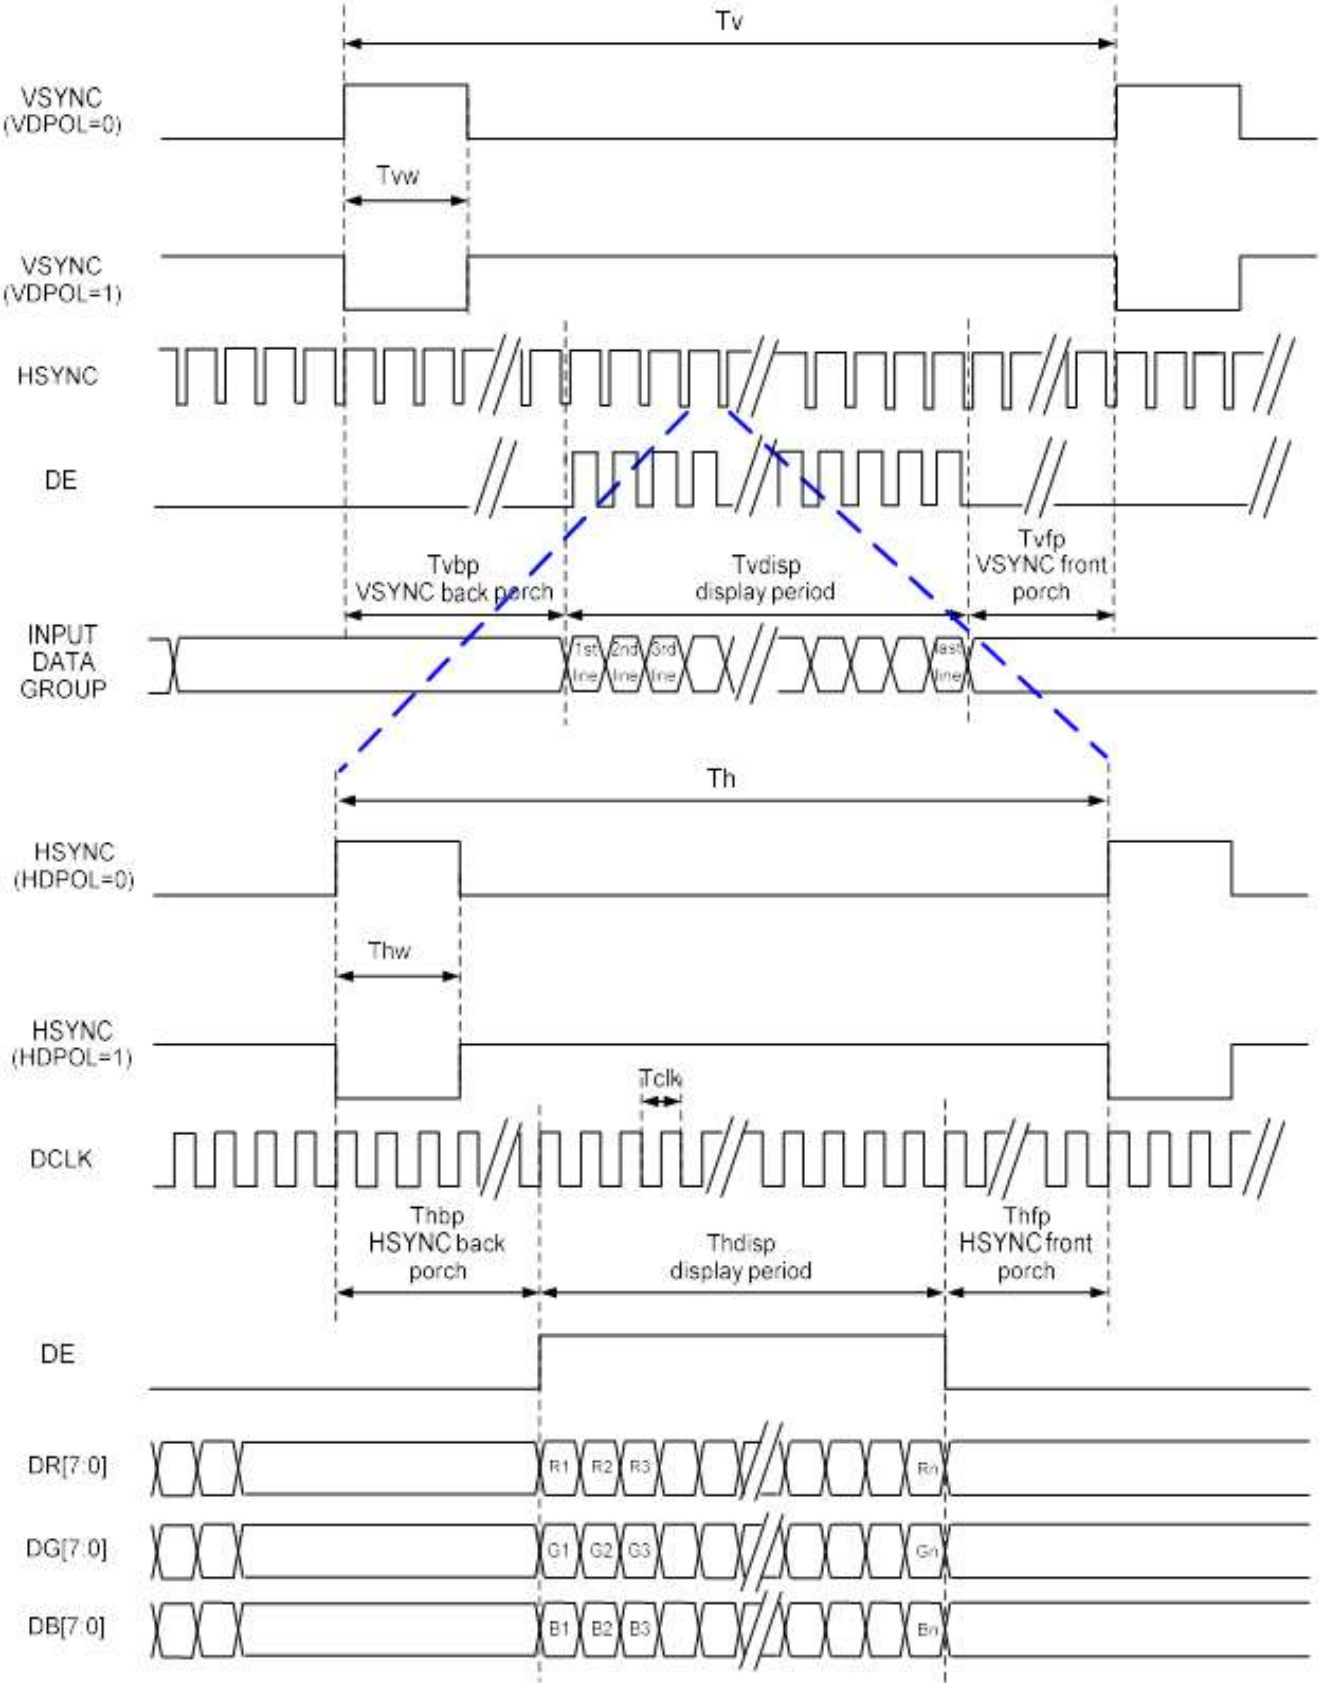 Tv
VSYNC
(VDPOL=0)
Tvw
VSYNC
(VDPOL=1)
HSYNC
DE
Tvbp
VSYNC back porch
Tvdisp
display period
Tvfp
VSYNC front
porch
INPUT
DATA
GROUP
1st
line
2nd
line
3rd
line
last
line
Th
HSYNC
(HDPOL=0)
Thw
HSYNC
(HDPOL=1)
Tclk
DCLK
Thbp
HSYNC back
porch
Thdisp
display period
Thfp
HSYNC front
porch
DE
DR[7:0]
R1 R2 R3 Rn
DG[7:0]
G1 G2 G3 Gn
DB[7:0]
B1 B2 B3 Bn